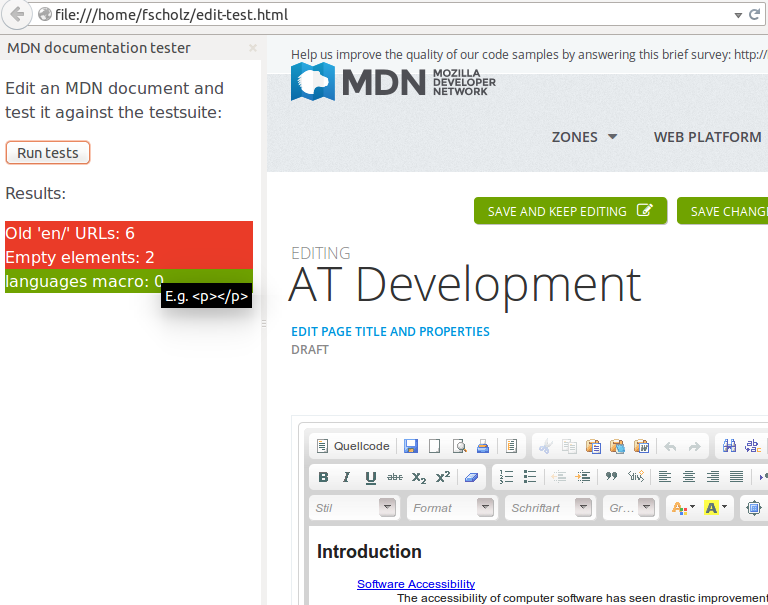 file:///home/fscholz/edit-test.html
MDN documentation tester
Edit an MDN document and
test it against the testsuite:
Run tests
Results:
Old 'en/' URLs: 6
Empty elements: 2
languages macro: 0
E.g. <p></p>
Help us improve the quality of our code samples by answering this brief survey: http:/
MDN MOZILLA
DEVELOPER
NETWORK
ZONES WEB PLATFORM
SAVE AND KEEP EDITING SAVE CHANG
EDITING
AT Development
EDIT PAGE TITLE AND PROPERTIES
DRAFT
Quellcode
B I U abc X2 X2
Stil Format Schriftart Gr... A A
Introduction
Software Accessibility
The accessibility of computer software has seen drastic improvement